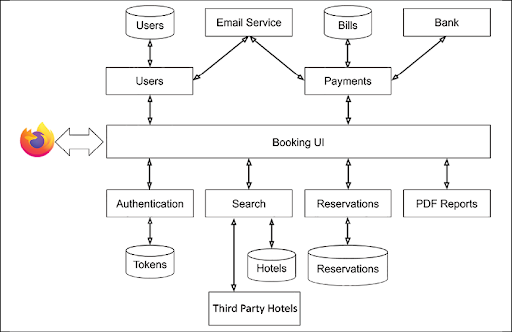 Users
Email Service
Bills
Bank
Users
Payments
Booking UI
Authentication
Search
Reservations
PDF Reports
Tokens
Hotels
Reservations
Third Party Hotels